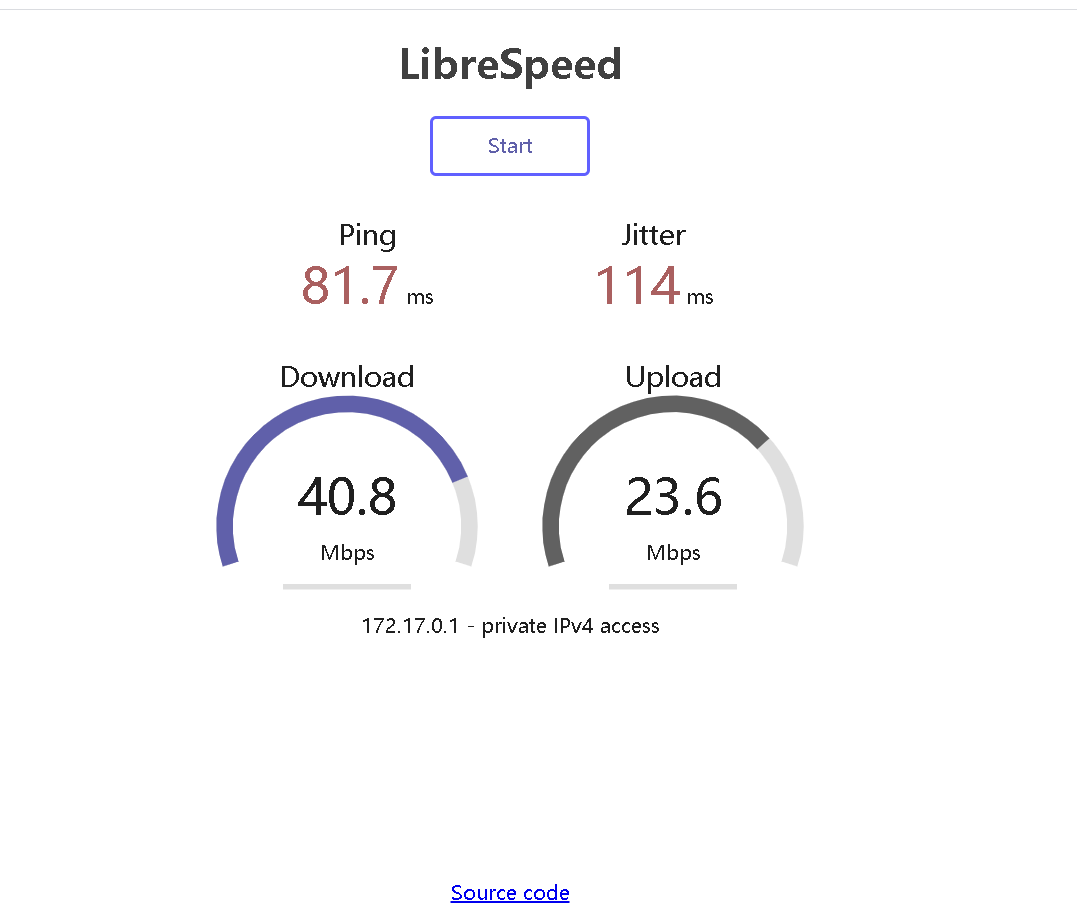 LibreSpeed
Start
Ping
81.7 ms
Jitter
114 ms
Download
40.8
Mbps
Upload
23.6
Mbps
172.17.0.1 - private IPv4 access
Source code